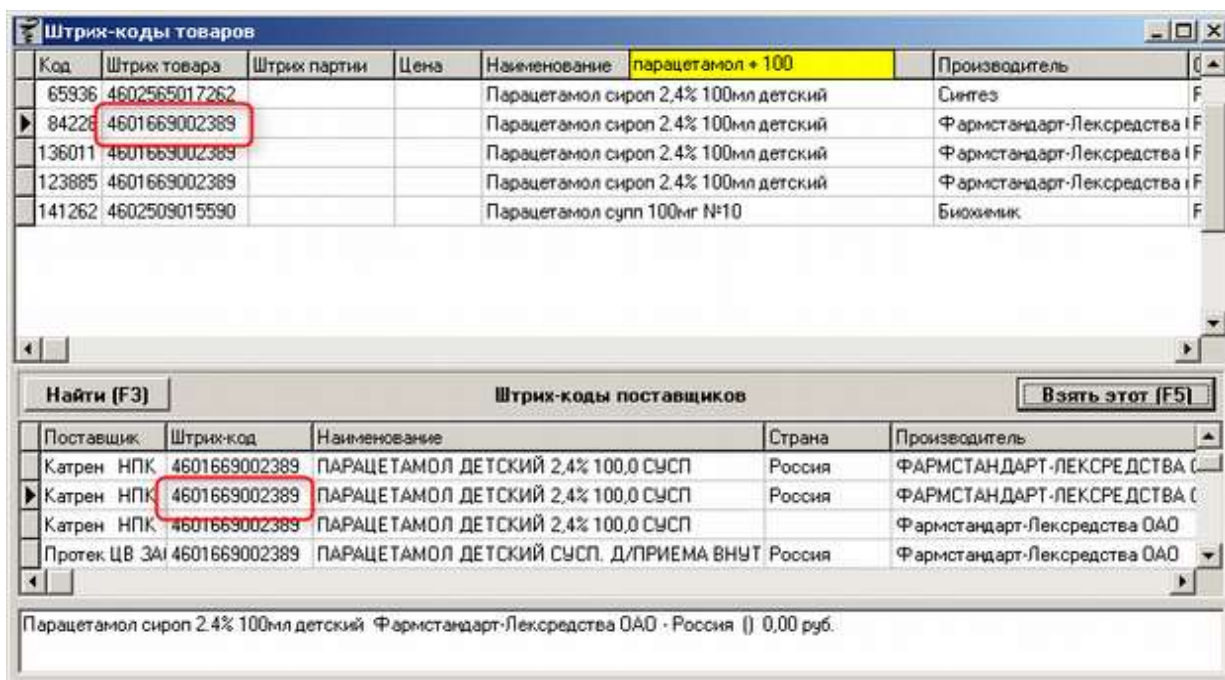 Штрих-коды товаров
Код Штрих товара Штрих партии Цена Наименование парацетамол + 100 Производитель
65936 4602565017262 Парацетамол сироп 2,4% 100мл детский Синтез
84228 4601669002389 Парацетамол сироп 2.4% 100мл детский Фармстандарт-Лексредства
136011 4601669002389 Парацетамол сироп 2.4% 100мл детский Фармстандарт-Лексредства
123885 4601669002389 Парацетамол сироп 2.4% 100мл детский Фармстандарт-Лексредства
141262 4602509015590 Парацетамол супп 100мг №10 Биохимик
Найти (F3) Штрих-коды поставщиков Взять этот (F5)
Поставщик Штрих-код Наименование Страна Производитель
Катрен НПК 4601669002389 ПАРАЦЕТАМОЛ ДЕТСКИЙ 2,4% 100,0 СУСП Россия ФАРМСТАНДАРТ-ЛЕКСРЕДСТВА
Катрен НПК 4601669002389 ПАРАЦЕТАМОЛ ДЕТСКИЙ 2,4% 100,0 СУСП Россия ФАРМСТАНДАРТ-ЛЕКСРЕДСТВА
Катрен НПК 4601669002389 ПАРАЦЕТАМОЛ ДЕТСКИЙ 2,4% 100,0 СУСП Фармстандарт-Лексредства ОАО
Протек ЦВ ЗАО 4601669002389 ПАРАЦЕТАМОЛ ДЕТСКИЙ СУСП. Д/ПРИЕМА ВНУТ Россия Фармстандарт-Лексредства ОАО
Парацетамол сироп 2.4% 100мл детский Фармстандарт-Лексредства ОАО - Россия () 0,00 руб.